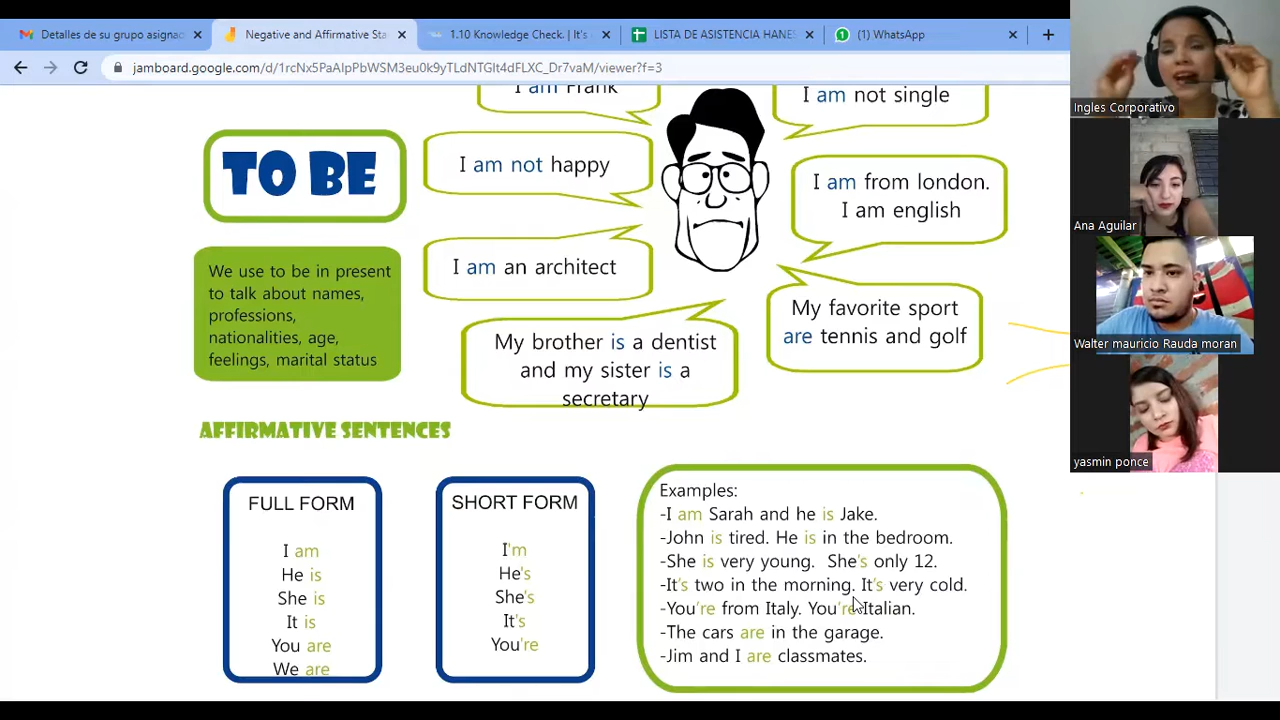 Detalles de su grupo asignad
Negative and Affirmative Sta
1.10 Knowledge Check. | It's
LISTA DE ASISTENCIA HANES
(1) WhatsApp
jamboard.google.com/d/1rcNx5PaAIpPbWSM3eu0k9yTLdNTGIt4dFLXC_Dr7vaM/viewer?f=3
I am Frank
I am not single
TO BE
I am not happy
I am from london.
I am english
We use to be in present
to talk about names,
professions,
nationalities, age,
feelings, marital status
I am an architect
My favorite sport
are tennis and golf
My brother is a dentist
and my sister is a
secretary
AFFIRMATIVE SENTENCES
FULL FORM
I am
He is
She is
It is
You are
We are
SHORT FORM
I'm
He's
She's
It's
You're
Examples:
-I am Sarah and he is Jake.
-John is tired. He is in the bedroom.
-She is very young. She's only 12.
-It's two in the morning. It's very cold.
-You're from Italy. You're Italian.
-The cars are in the garage.
-Jim and I are classmates.
Ingles Corporativo
Ana Aguilar
Walter mauricio Rauda moran
yasmin ponce